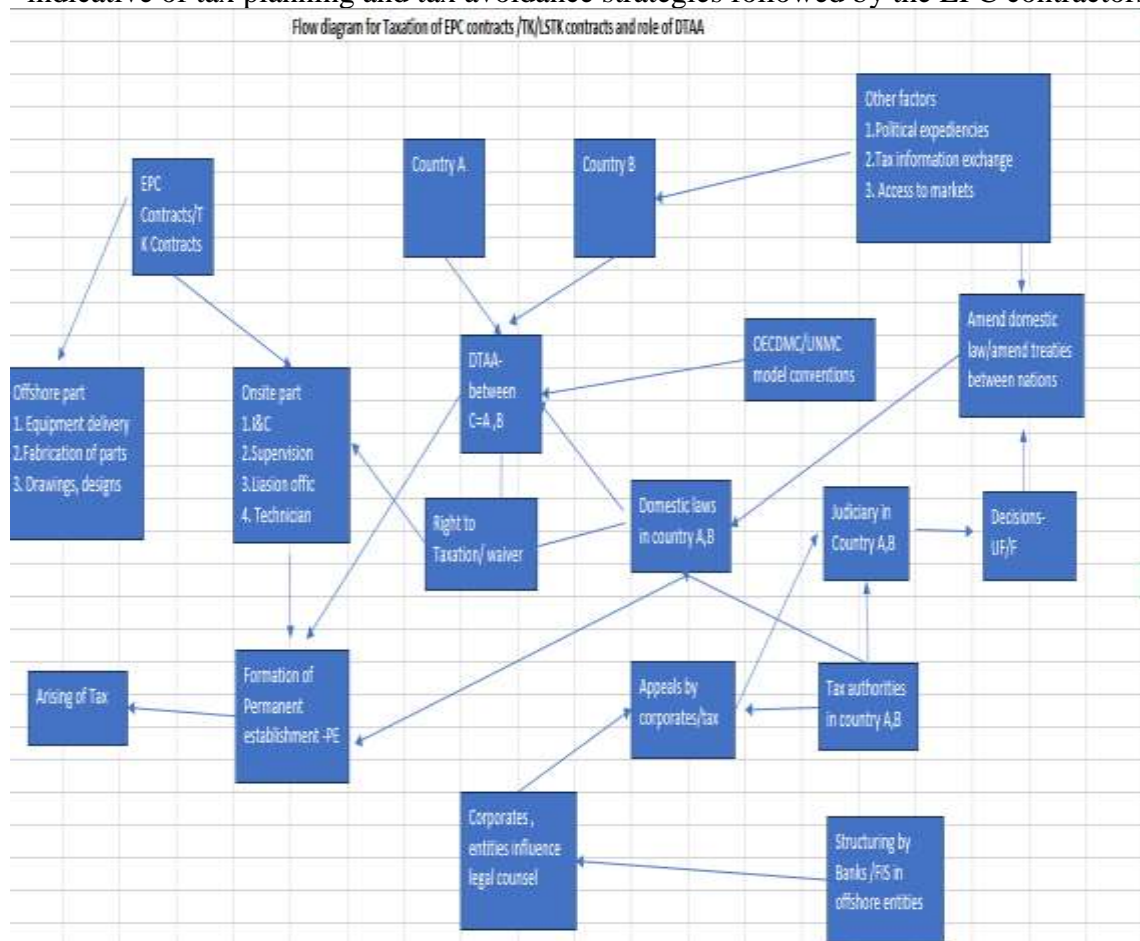 indicative of tax planning and tax avoidance strategies followed by the EPC contractor
Flow diagram for Taxation of EPC contracts /TK/LSTK contracts and role of DTAA
Other factors
1.Political expediencies
2.Tax information exchange
3. Access to markets
Country A
Country B
EPC
Contracts/T
K Contracts
Amend domestic
law/amend treaties
between nations
OECDMC/UNMC
model conventions
DTAA-
between
C=A ,B
Offshore part
1. Equipment delivery
2.Fabrication of parts
3. Drawings, designs
Onsite part
1.I&C
2.Supervision
3.Liasion offic
4. Technician
Domestic laws
in country A,B
Judiciary in
Country A,B
Decisions-
UF/F
Right to
Taxation/ waiver
Formation of
Permanent
establishment -PE
Arising of Tax
Appeals by
corporates/tax
Tax authorities
in country A,B
Corporates ,
entities influence
legal counsel
Structuring by
Banks /FIS in
offshore entities